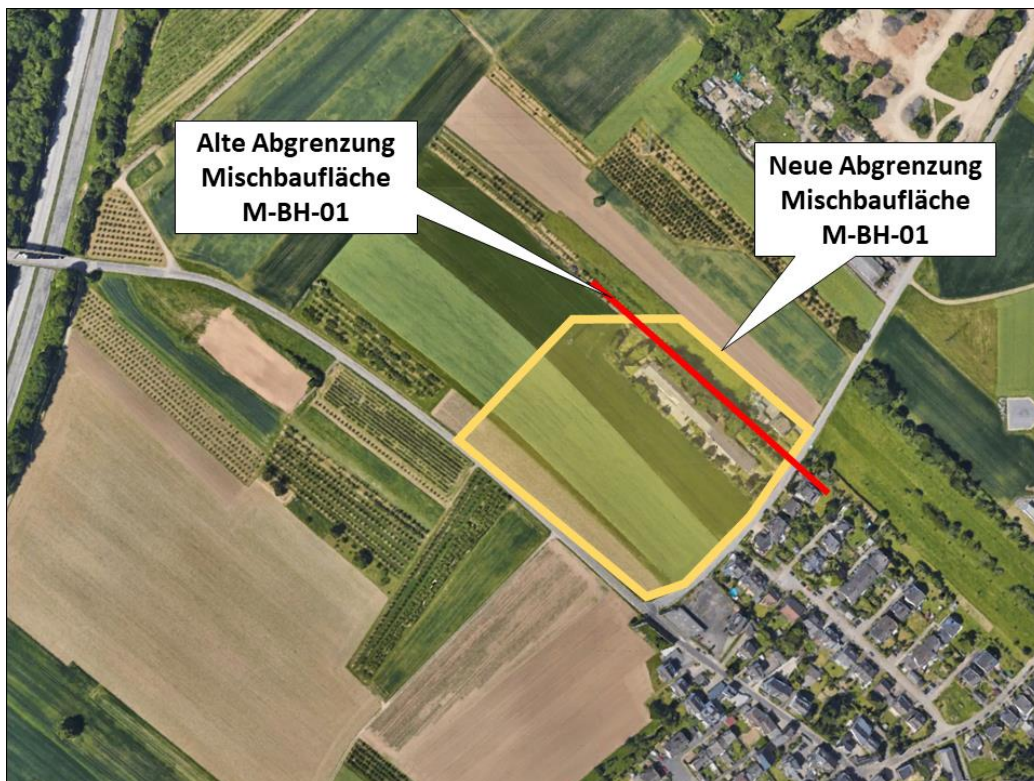 Alte Abgrenzung
Mischbaufläche
M-BH-01
Neue Abgrenzung
Mischbaufläche
M-BH-01